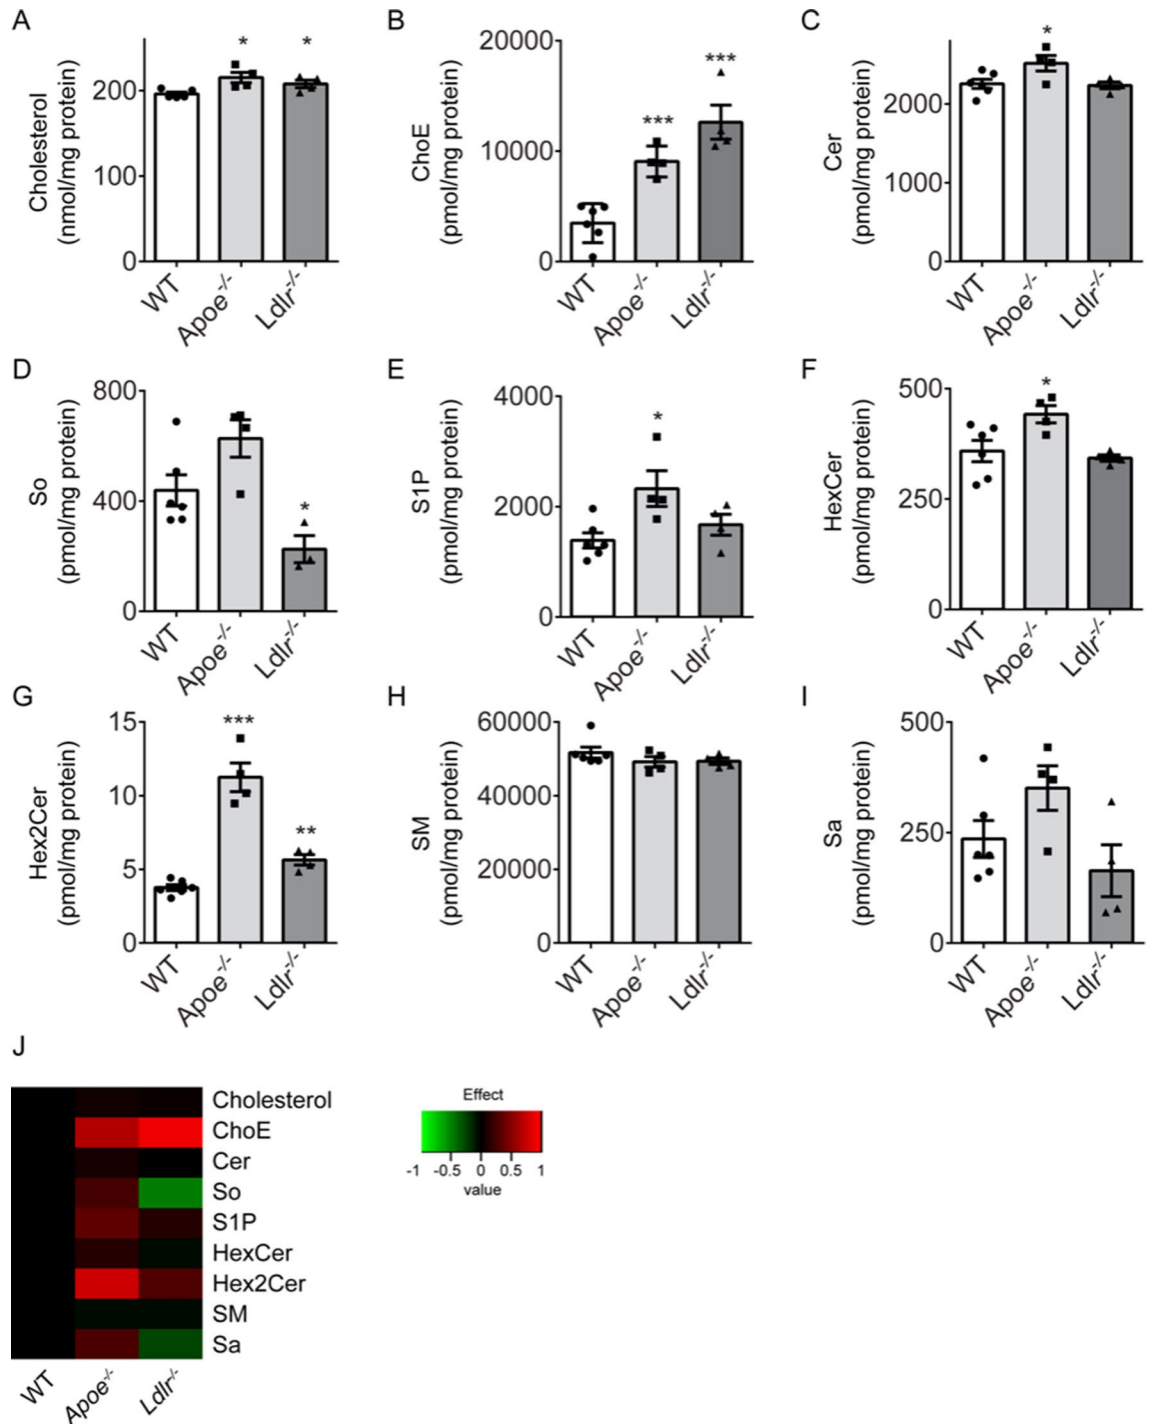 A
Cholesterol
(nmol/mg protein)
200
100
0
*
*
WT
Apoe-/-
Ldlr-/-
B
ChoE
(pmol/mg protein)
20000
10000
0
***
***
WT
Apoe-/-
Ldlr-/-
C
Cer
(pmol/mg protein)
2000
1000
0
*
WT
Apoe-/-
Ldlr-/-
D
So
(pmol/mg protein)
800
400
0
*
WT
Apoe-/-
Ldlr-/-
E
S1P
(pmol/mg protein)
4000
2000
0
*
WT
Apoe-/-
Ldlr-/-
F
HexCer
(pmol/mg protein)
500
250
0
*
WT
Apoe-/-
Ldlr-/-
G
Hex2Cer
(pmol/mg protein)
15
10
5
0
***
**
WT
Apoe-/-
Ldlr-/-
H
SM
(pmol/mg protein)
60000
40000
20000
0
WT
Apoe-/-
Ldlr-/-
I
Sa
(pmol/mg protein)
500
250
0
WT
Apoe-/-
Ldlr-/-
J
Cholesterol
ChoE
Cer
So
S1P
HexCer
Hex2Cer
SM
Sa
WT
Apoe-/-
Ldlr-/-
Effect
-1 -0.5 0 0.5 1
value